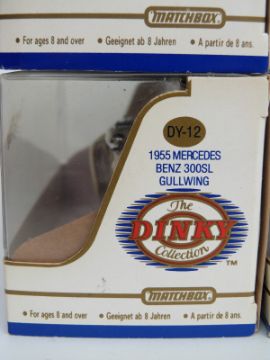 MATCHBOX
• For ages 8 and over • Geeignet ab 8 Jahren • A partir de 8 ans.
DY-12
1955 MERCEDES
BENZ 300SL
GULLWING
The
DINKY
Collection
TM
MATCHBOX
• For ages 8 and over • Geeignet ab 8 Jahren • A partir de 8 ans.